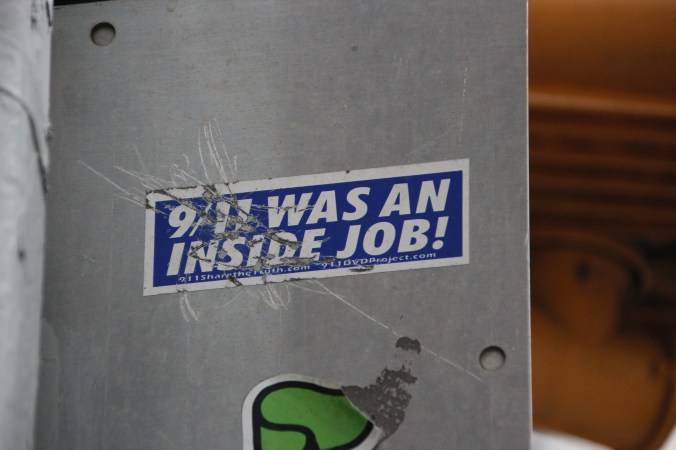 9/11 WAS AN
INSIDE JOB!
911Sharethetruth.com 911DVDProject.com